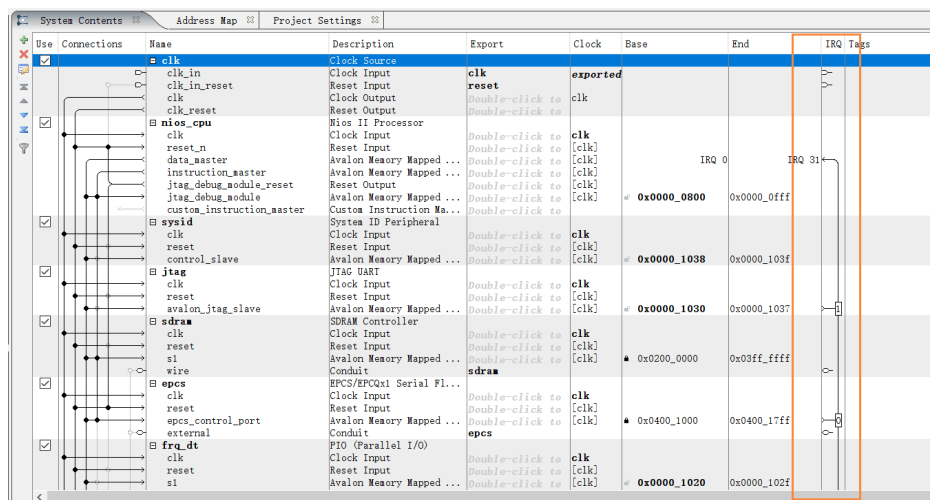 System Contents Address Map Project Settings
Use Connections Name Description Export Clock Base End IRQ Tags
clk Clock Source
clk_in Clock Input clk exported
clk_in_reset Reset Input reset
clk Clock Output Double-click to clk
clk_reset Reset Output Double-click to
nios_cpu Nios II Processor
clk Clock Input Double-click to clk
reset_n Reset Input Double-click to [clk]
data_master Avalon Memory Mapped ... Double-click to [clk] IRQ 0 IRQ 31
instruction_master Avalon Memory Mapped ... Double-click to [clk]
jtag_debug_module_reset Reset Output Double-click to [clk]
jtag_debug_module Avalon Memory Mapped ... Double-click to [clk] 0x0000_0800 0x0000_0fff
custom_instruction_master Custom Instruction Ma... Double-click to
sysid System ID Peripheral
clk Clock Input Double-click to clk
reset Reset Input Double-click to [clk]
control_slave Avalon Memory Mapped ... Double-click to [clk] 0x0000_1038 0x0000_103f
jtag JTAG UART
clk Clock Input Double-click to clk
reset Reset Input Double-click to [clk]
avalon_jtag_slave Avalon Memory Mapped ... Double-click to [clk] 0x0000_1030 0x0000_1037 1
sdram SDRAM Controller
clk Clock Input Double-click to clk
reset Reset Input Double-click to [clk]
s1 Avalon Memory Mapped ... Double-click to [clk] 0x0200_0000 0x03ff_ffff
wire Conduit sdram
epcs EPCS/EPCQx1 Serial Fl...
clk Clock Input Double-click to clk
reset Reset Input Double-click to [clk]
epcs_control_port Avalon Memory Mapped ... Double-click to [clk] 0x0400_1000 0x0400_17ff 0
external Conduit epcs
frq_dt PIO (Parallel I/O)
clk Clock Input Double-click to clk
reset Reset Input Double-click to [clk]
s1 Avalon Memory Mapped ... Double-click to [clk] 0x0000_1020 0x0000_102f